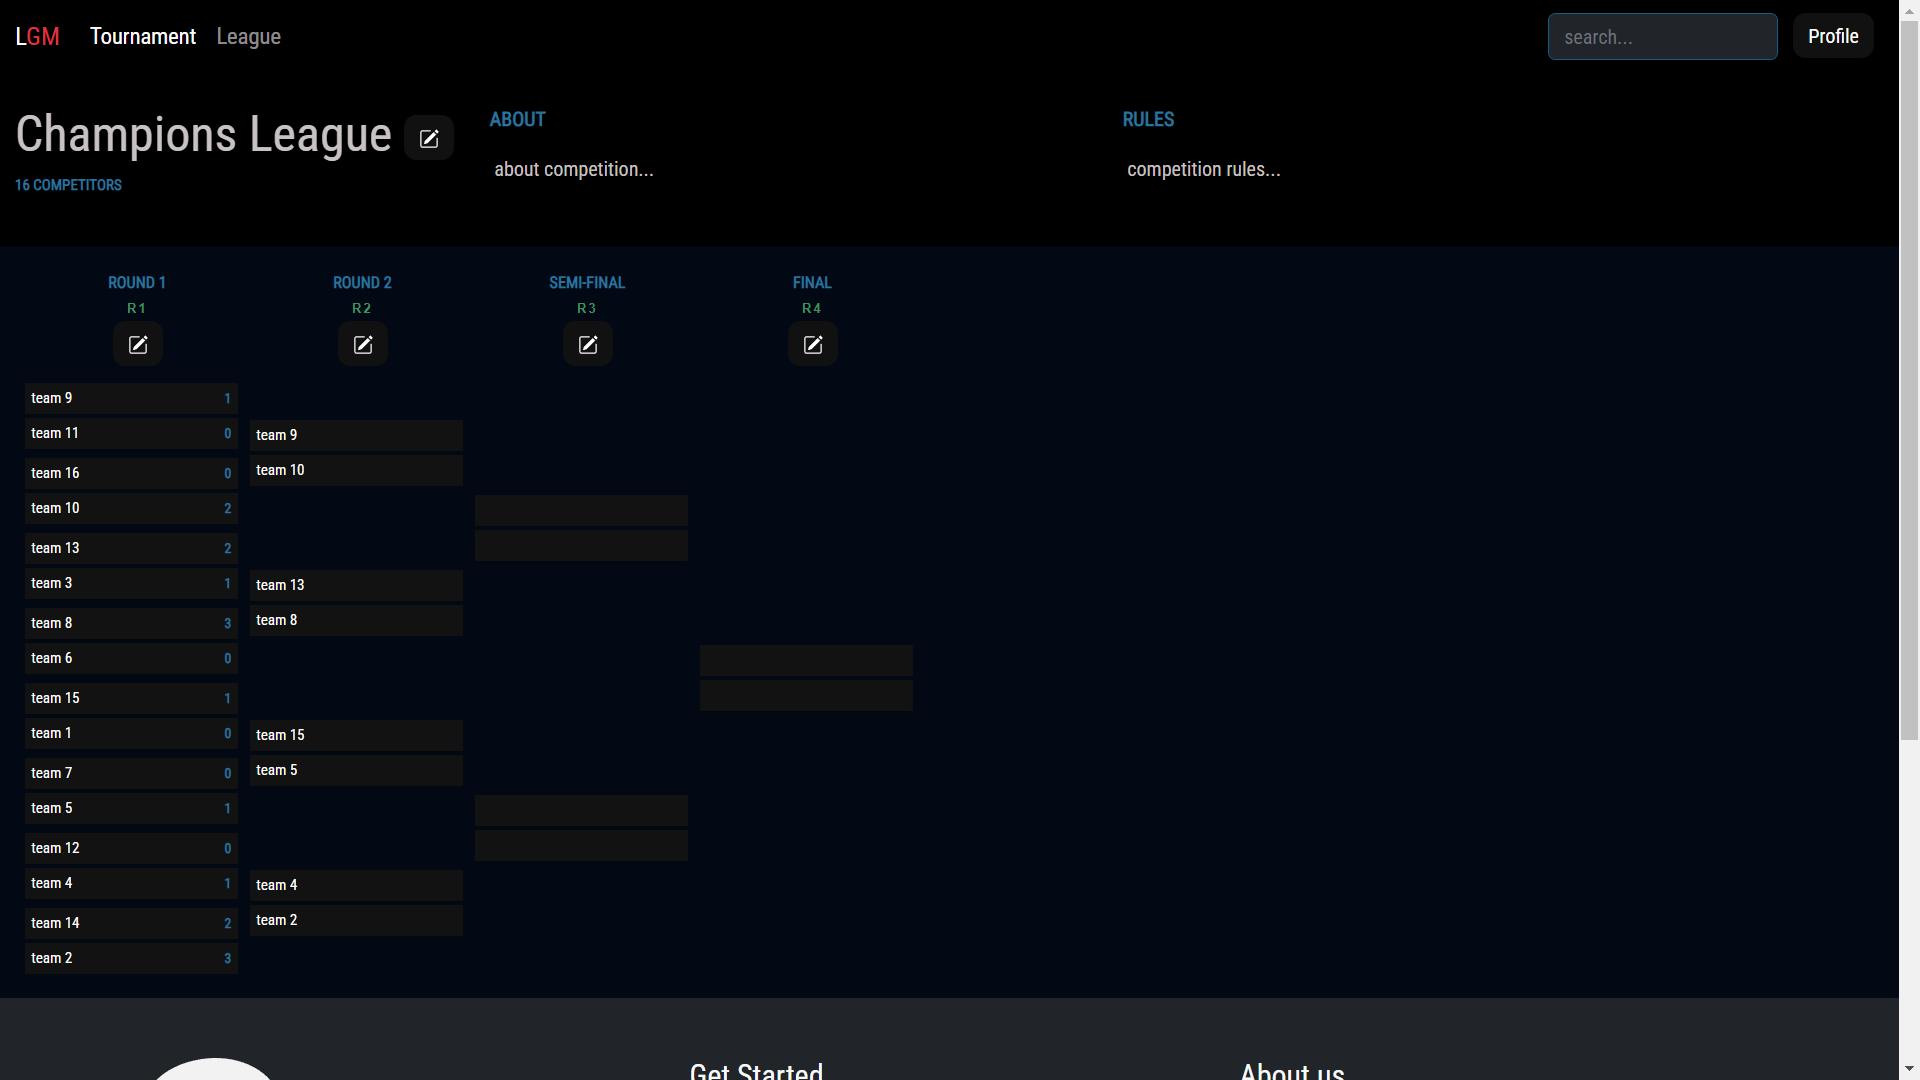 LGM Tournament League search... Profile
Champions League
16 COMPETITORS
ABOUT
about competition...
RULES
competition rules...
ROUND 1
R1
team 9 1
team 11 0
team 16 0
team 10 2
team 13 2
team 3 1
team 8 3
team 6 0
team 15 1
team 1 0
team 7 0
team 5 1
team 12 0
team 4 1
team 14 2
team 2 3
ROUND 2
R2
team 9
team 10
team 13
team 8
team 15
team 5
team 4
team 2
SEMI-FINAL
R3
FINAL
R4
Get Started
About us